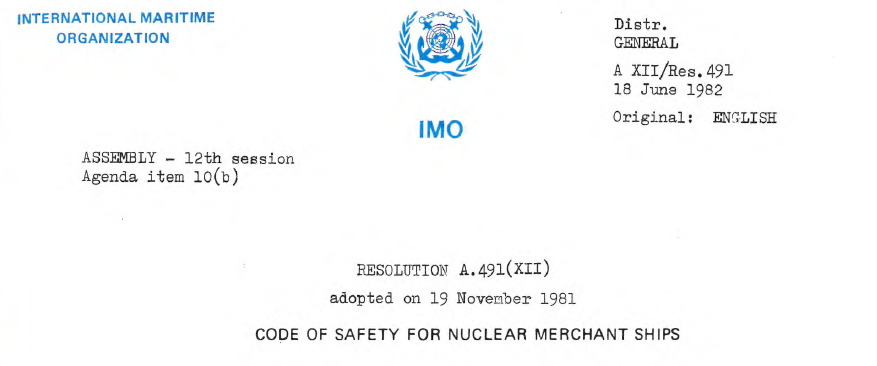 INTERNATIONAL MARITIME
ORGANIZATION
IMO
Distr.
GENERAL
A XII/Res.491
18 June 1982
Original: ENGLISH
ASSEMBLY - 12th session
Agenda item 10(b)
RESOLUTION A.491(XII)
adopted on 19 November 1981
CODE OF SAFETY FOR NUCLEAR MERCHANT SHIPS